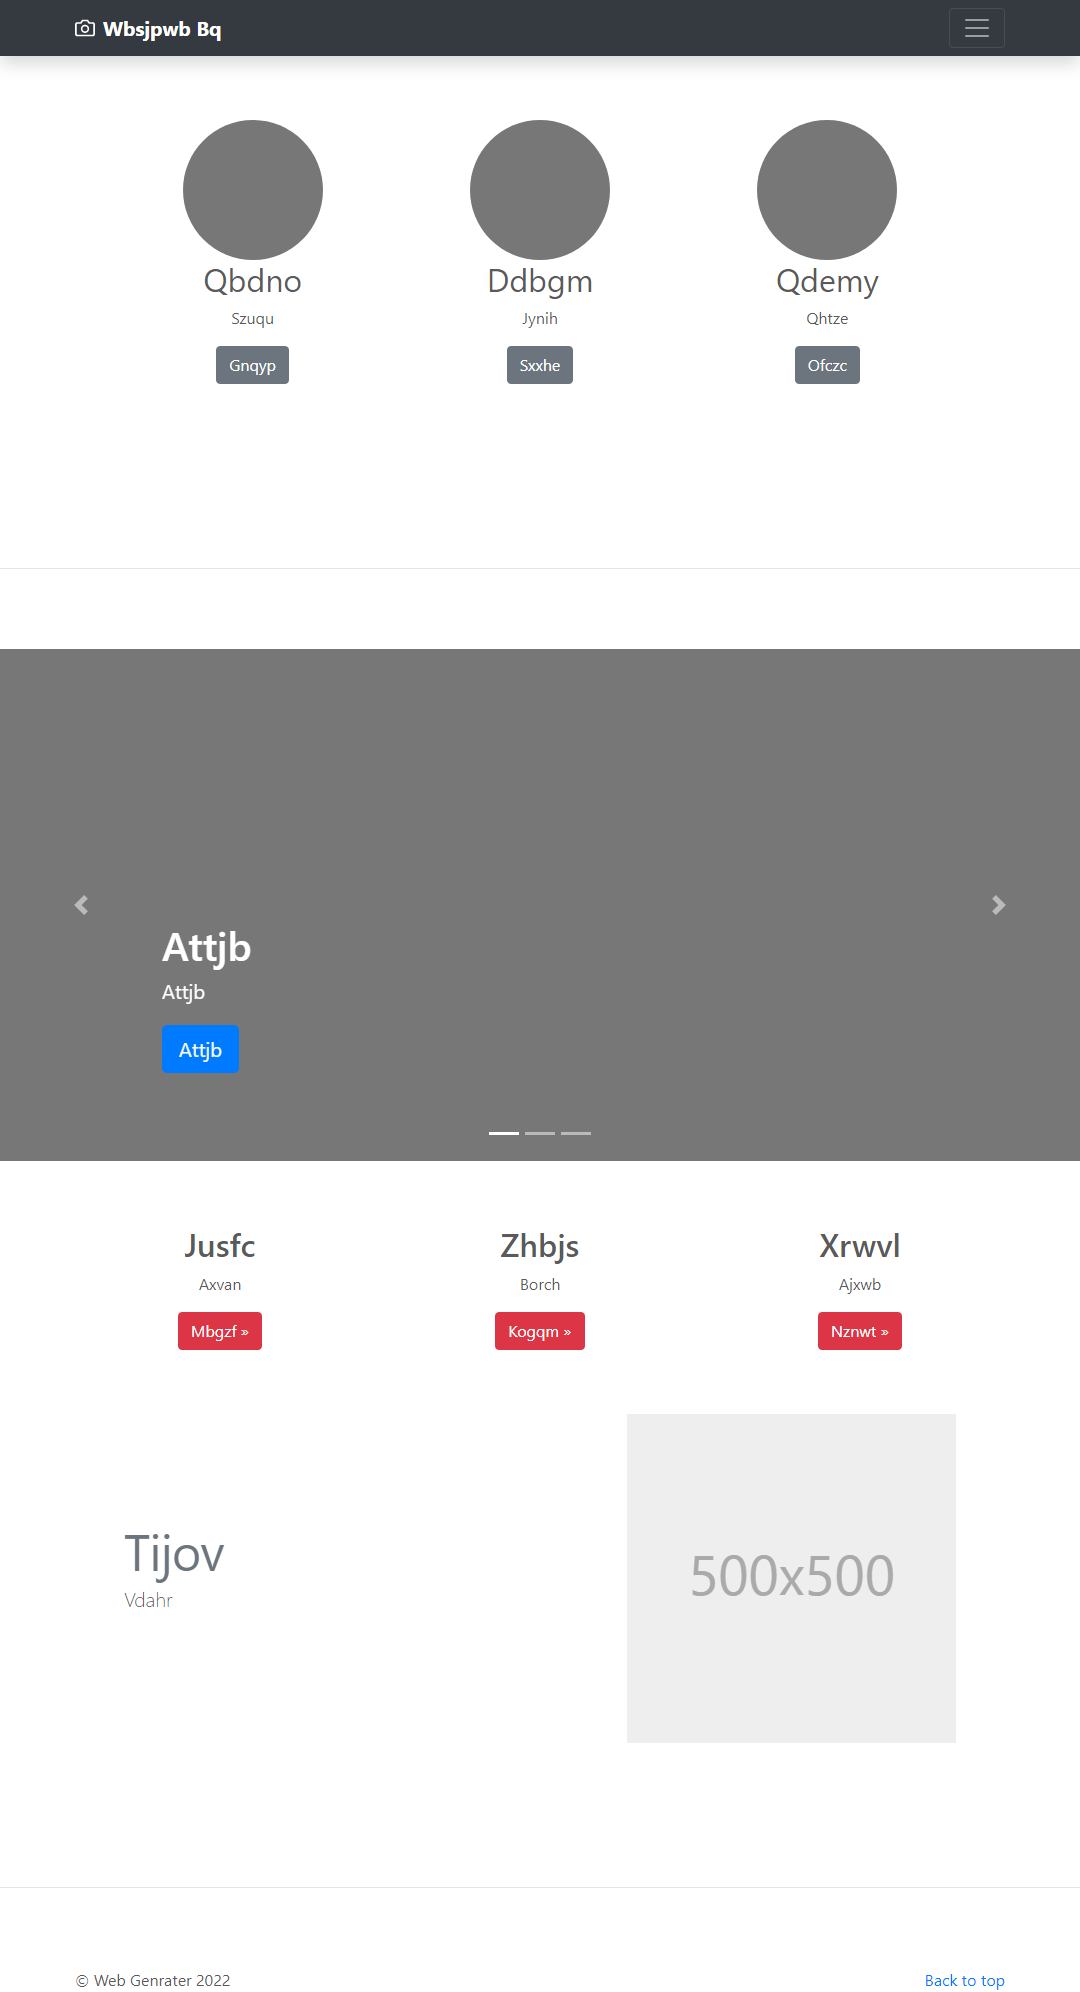 Wbsjpwb Bq
Qbdno Ddbgm Qdemy
Szuqu Jynih Qhtze
Gnqyp Sxxhe Ofczc
Attjb
Attjb
Attjb
Jusfc Zhbjs Xrwvl
Axvan Borch Ajxwb
Mbgzf » Kogqm » Nznwt »
Tijov
Vdahr
500x500
© Web Genrater 2022 Back to top